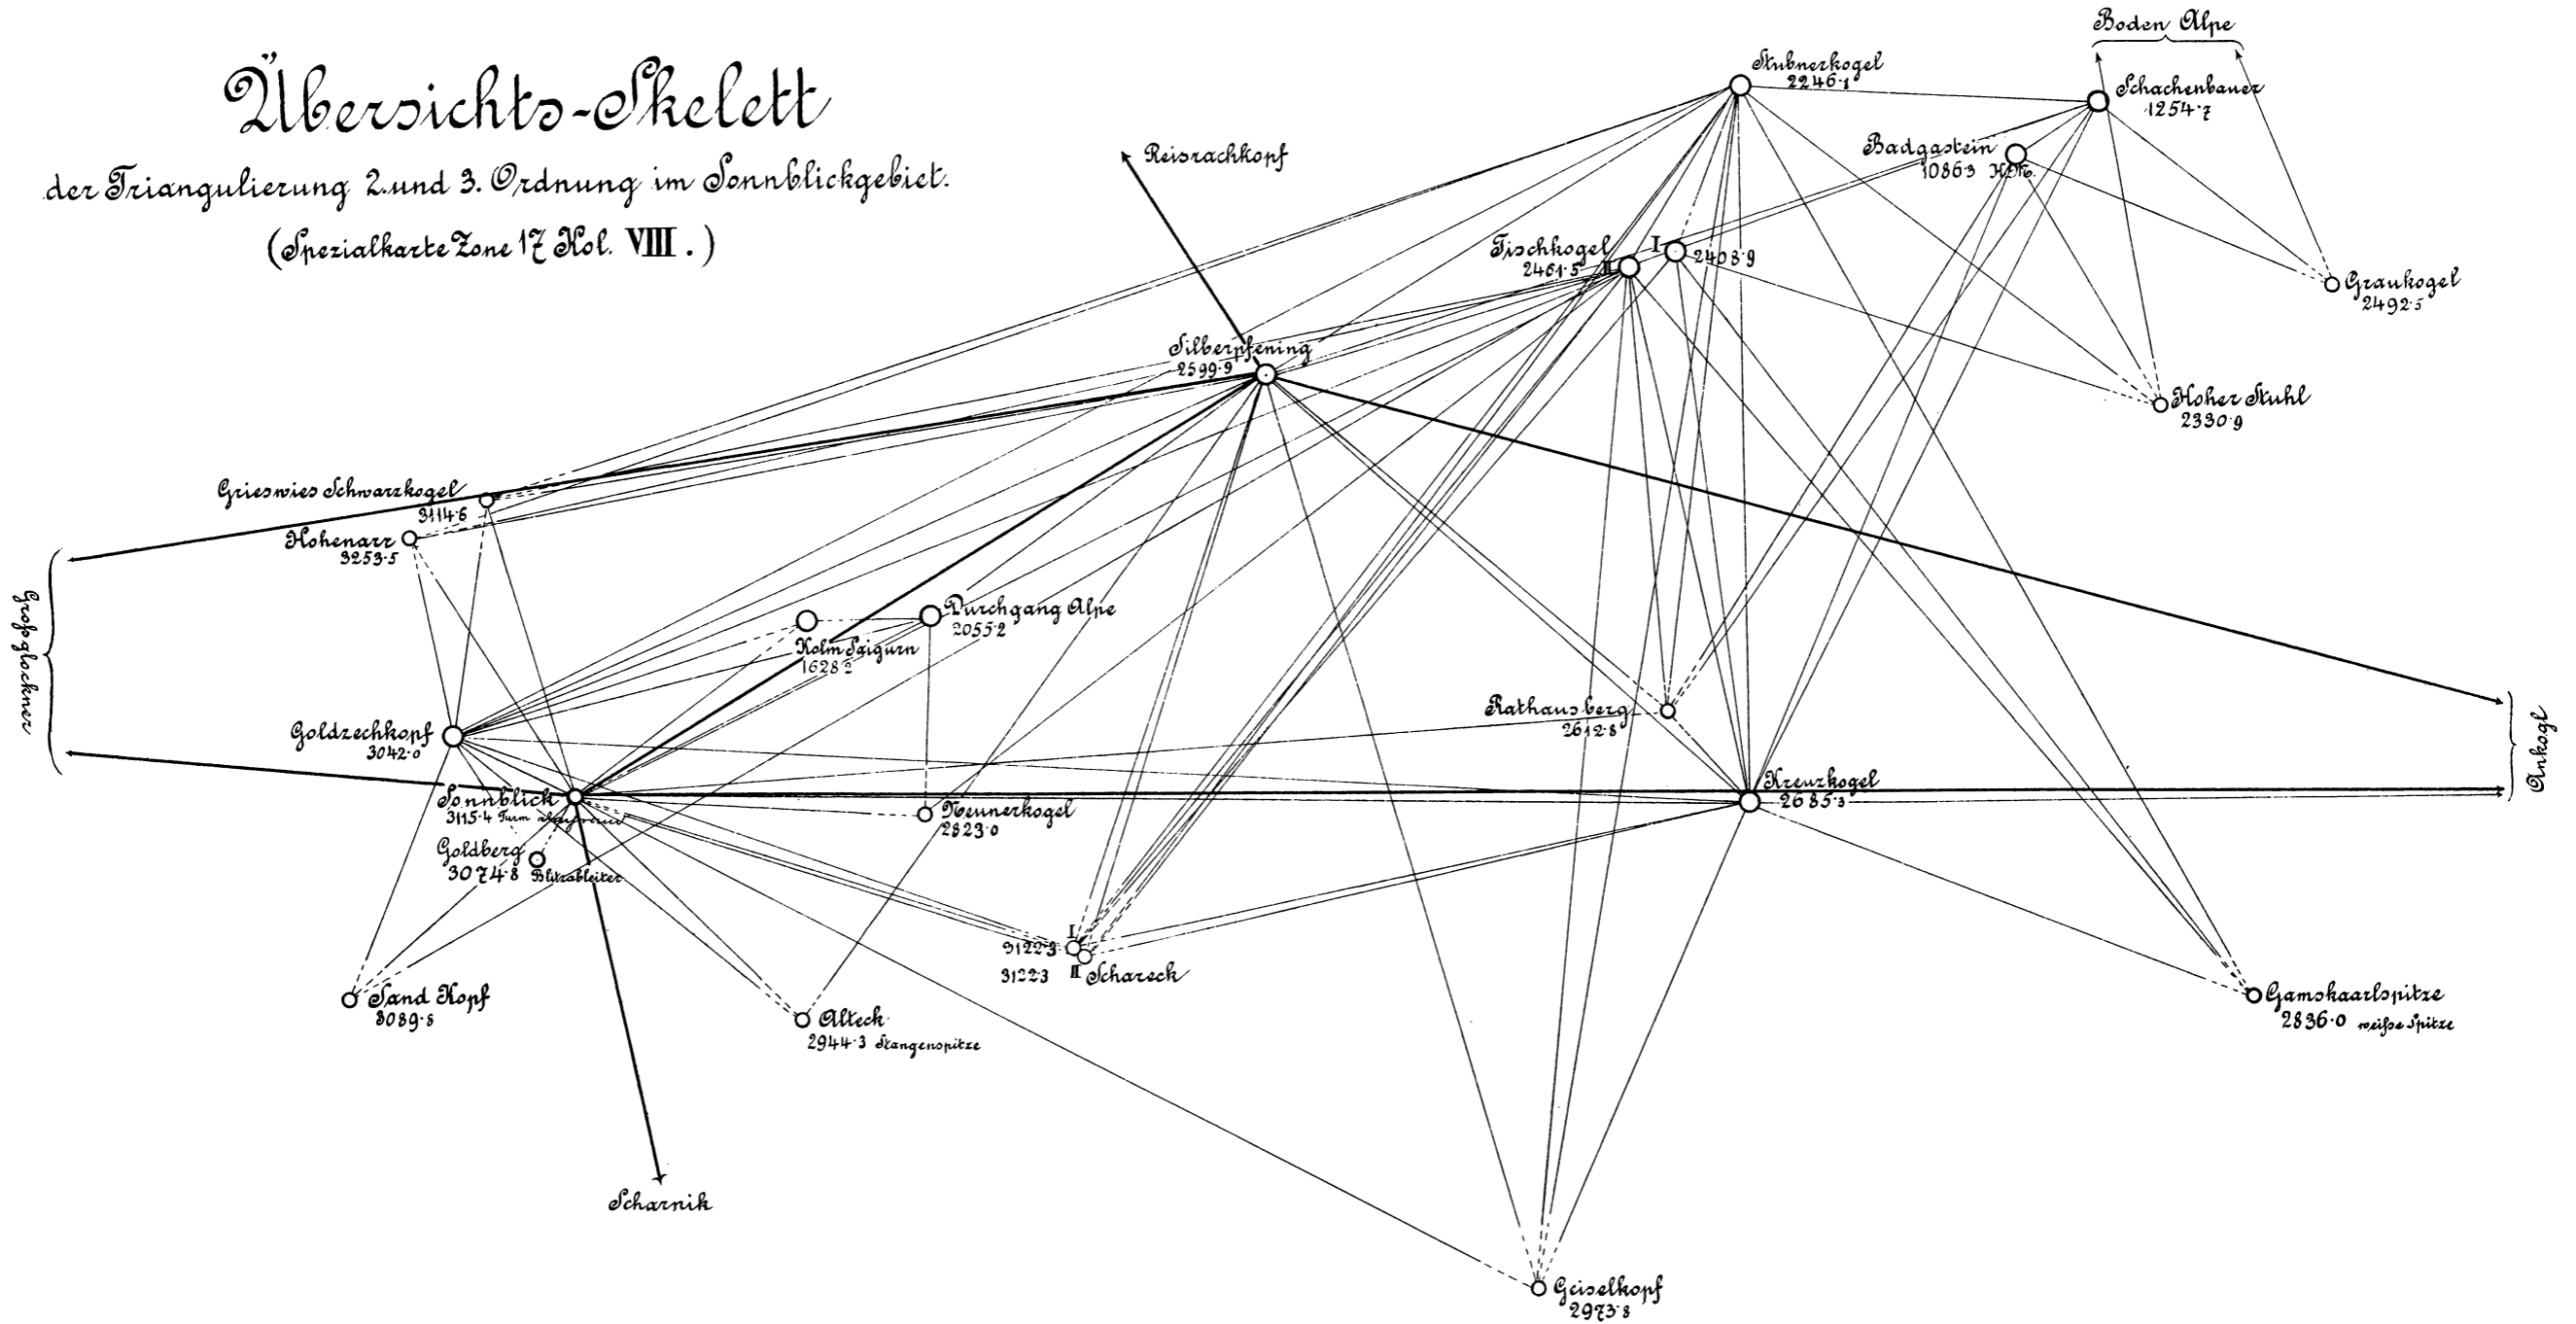 Übersichts-Skelett
der Triangulierung 2. und 3. Ordnung im Sonnblickgebiet.
(Spezialkarte Zone 17 Kol. VIII.)
Boden Alpe
Stubnerkogel
2246.1
Schachenbauer
1254.7
Badgastein
1086.3
Reisrachkopf
Tischkogel
2461.5 II
I 2408.9
Graukogel
2492.5
Silberpfening
2599.9
Hoher Stuhl
2330.9
Grieswies Schwarzkogel
3114.6
Hohenarr
3253.5
Großglockner
Durchgang Alpe
2055.2
Kolm Saigurn
1628.2
Goldzechkopf
3042.0
Rathausberg
2612.8
Ankogl
Kreuzkogel
2685.3
Sonnblick
3115.4 Turm
Neunerkogel
2823.0
Goldberg
3074.8 Blitzableiter
I
3122.3
3122.3 II Schareck
Sand Kopf
3089.8
Alteck
2944.3 Stangenspitze
Gamskaarlspitze
2836.0 weiße Spitze
Scharnik
Geiselkopf
2973.8